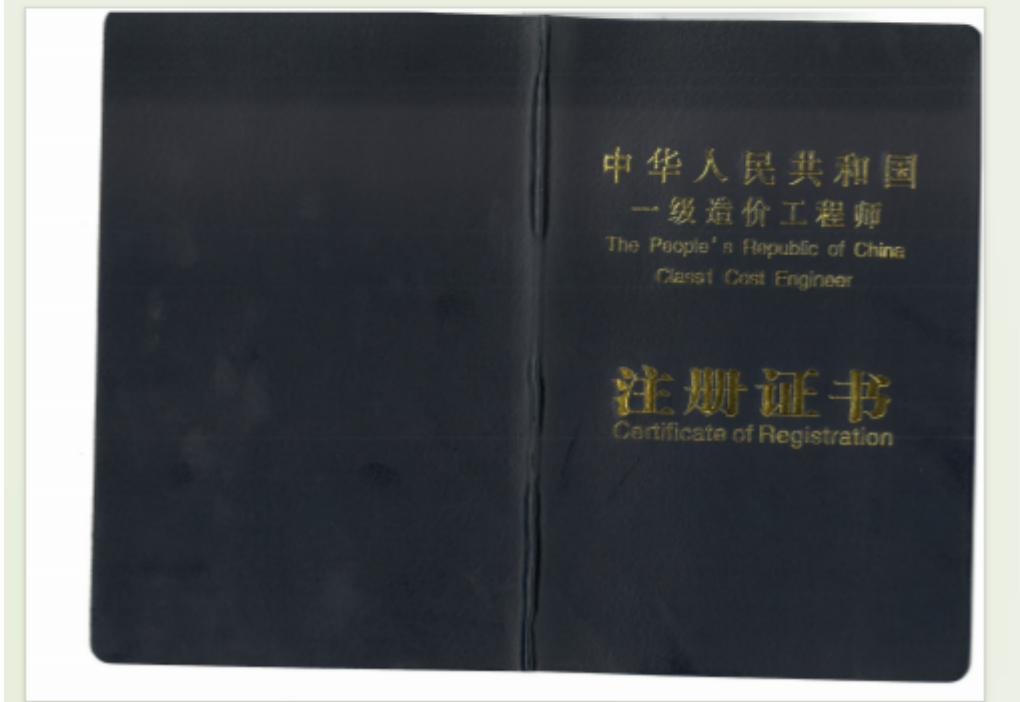 中华人民共和国
一级造价工程师
The People's Republic of China
Class1 Cost Engineer
注册证书
Certificate of Registration